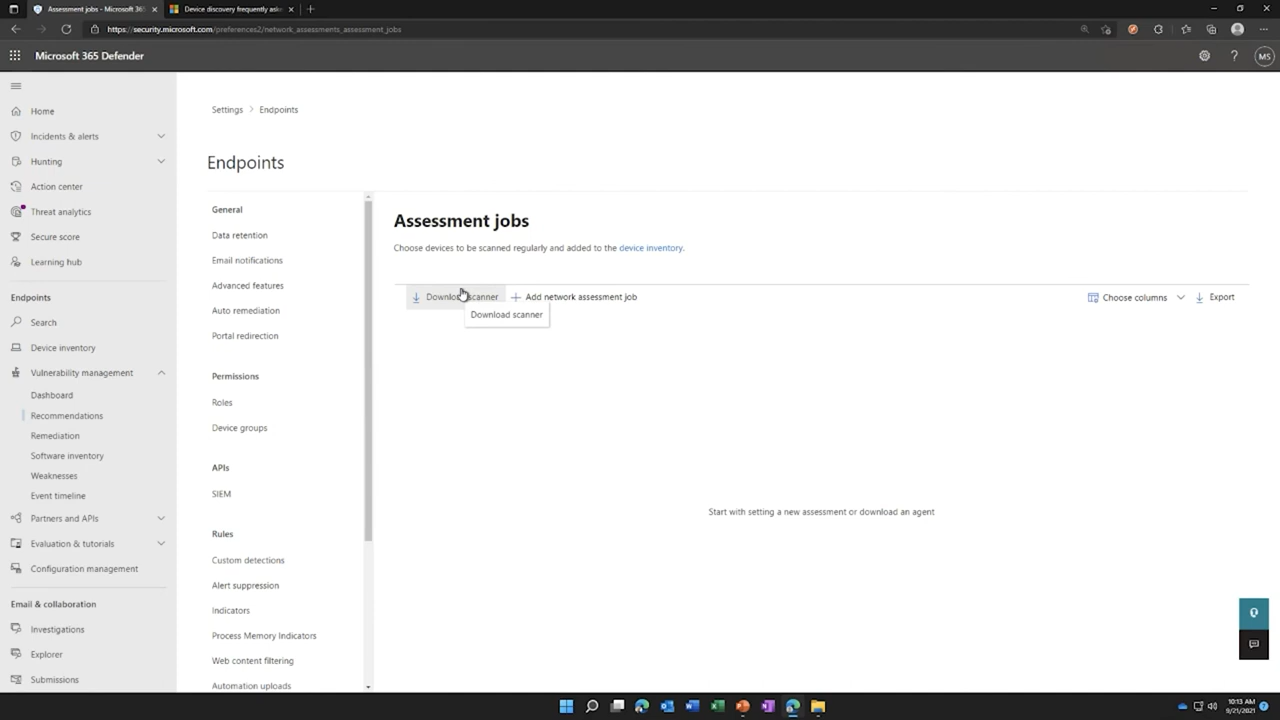 Assessment jobs - Microsoft 365
Device discovery frequently aske
https://security.microsoft.com/preferences2/network_assessments_assessment_jobs
Microsoft 365 Defender
MS
Home
Incidents & alerts
Hunting
Action center
Threat analytics
Secure score
Learning hub
Endpoints
Search
Device inventory
Vulnerability management
Dashboard
Recommendations
Remediation
Software inventory
Weaknesses
Event timeline
Partners and APIs
Evaluation & tutorials
Configuration management
Email & collaboration
Investigations
Explorer
Submissions
Settings > Endpoints
Endpoints
General
Data retention
Email notifications
Advanced features
Auto remediation
Portal redirection
Permissions
Roles
Device groups
APIs
SIEM
Rules
Custom detections
Alert suppression
Indicators
Process Memory Indicators
Web content filtering
Automation uploads
Assessment jobs
Choose devices to be scanned regularly and added to the device inventory.
Download scanner
Add network assessment job
Choose columns
Export
Download scanner
Start with setting a new assessment or download an agent
10:13 AM
9/21/2021